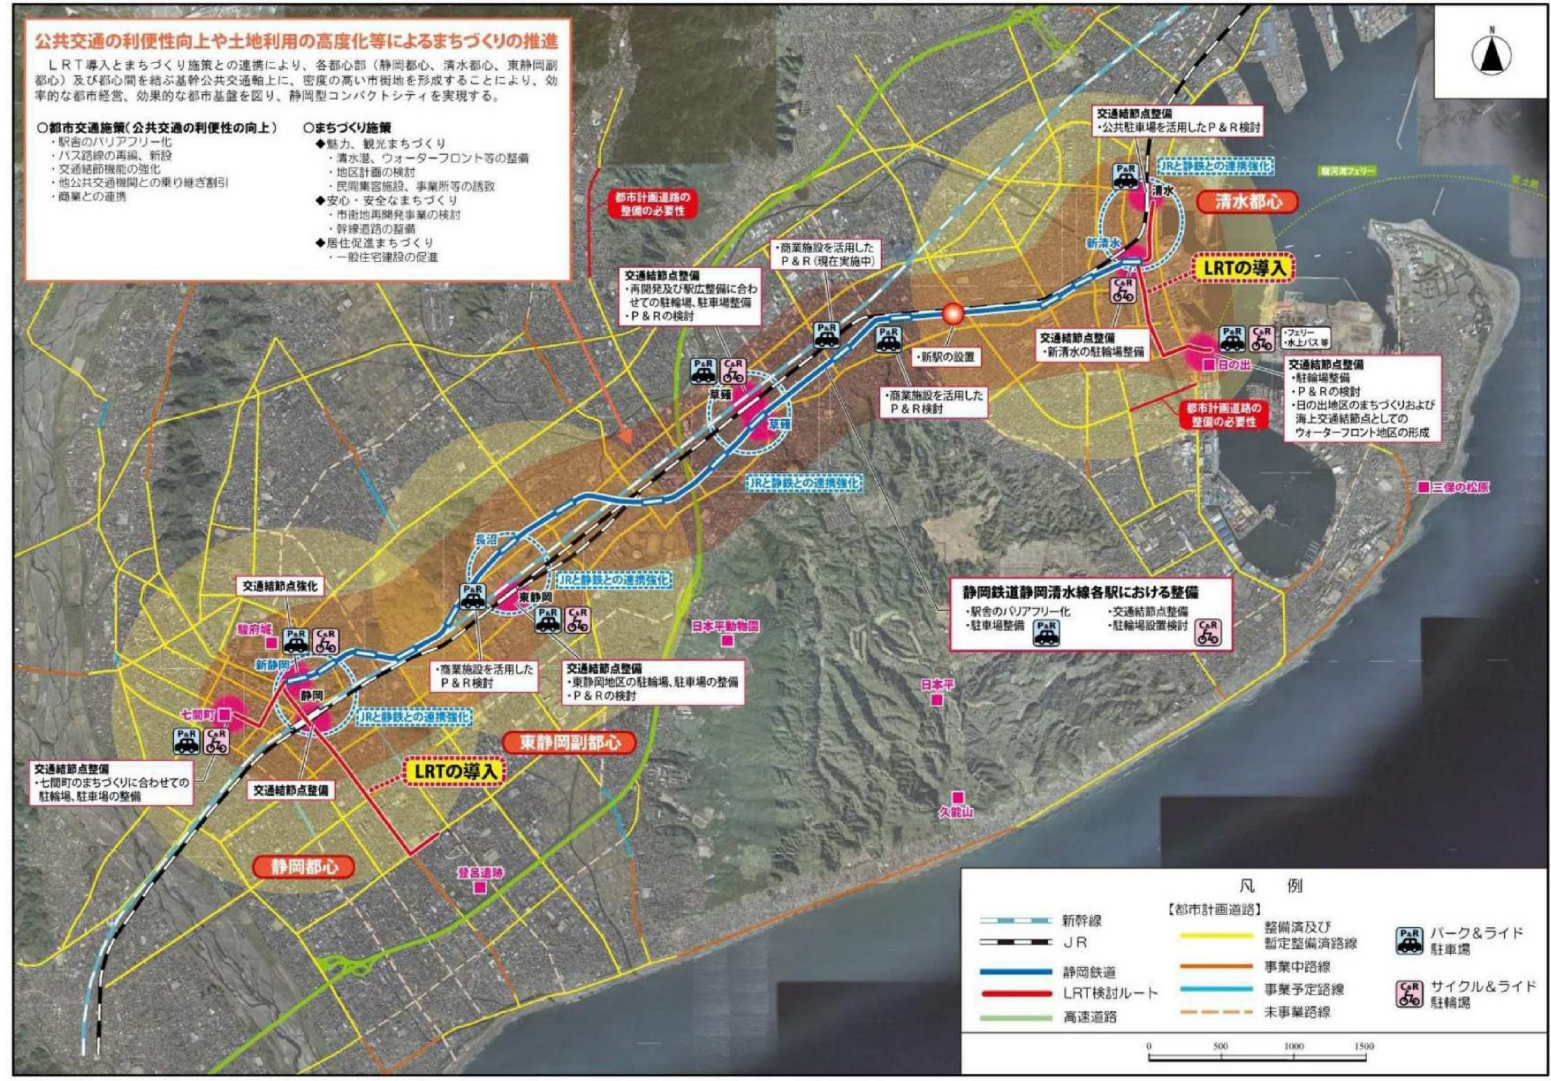 公共交通の利便性向上や土地利用の高度化等によるまちづくりの推進
LRT導入とまちづくり施策との連携により、各都心部(静岡都心、清水都心、東静岡副
都心)及び都心間を結ぶ基幹公共交通軸上に、密度の高い市街地を形成することにより、効
率的な都市経営、効果的な都市基盤を図り、静岡型コンパクトシティを実現する。
○都市交通施策(公共交通の利便性の向上)
・駅舎のバリアフリー化
・バス路線の再編、新設
・交通結節機能の強化
・他公共交通機関との乗り継ぎ割引
・商業との連携
○まちづくり施策
◆魅力、観光まちづくり
・清水港、ウォーターフロント等の整備
・地区計画の検討
・民間集客施設、事業所等の誘致
◆安心・安全なまちづくり
・市街地再開発事業の検討
・幹線道路の整備
◆居住促進まちづくり
・一般住宅建設の促進
N
都市計画道路の
整備の必要性
交通結節点整備
・公共駐車場を活用したP&R検討
JRと静鉄との連携強化
P&R
清水
清水都心
駿河湾フェリー
新清水
LRTの導入
C&R
・商業施設を活用した
P&R(現在実施中)
交通結節点整備
・再開発及び駅広整備に合わ
せての駐輪場、駐車場整備
・P&Rの検討
P&R
P&R
・新駅の設置
交通結節点整備
・新清水の駐輪場整備
P&R
C&R
・フェリー
・水上バス等
日の出
交通結節点整備
・駐輪場整備
・P&Rの検討
・日の出地区のまちづくりおよび
海上交通結節点としての
ウォーターフロント地区の形成
都市計画道路の
整備の必要性
P&R
C&R
草薙
草薙
・商業施設を活用した
P&R検討
JRと静鉄との連携強化
三保の松原
長沼
JRと静鉄との連携強化
P&R
東静岡
P&R
C&R
交通結節点強化
駿府城
P&R
C&R
新静岡
静岡
七間町
P&R
C&R
JRと静鉄との連携強化
・商業施設を活用した
P&R検討
交通結節点整備
・東静岡地区の駐輪場、駐車場の整備
・P&Rの検討
日本平動物園
静岡鉄道静岡清水線各駅における整備
・駅舎のバリアフリー化
・駐車場整備
P&R
・交通結節点整備
・駐輪場設置検討
C&R
日本平
東静岡副都心
交通結節点整備
・七間町のまちづくりに合わせての
駐輪場、駐車場の整備
交通結節点整備
LRTの導入
久能山
静岡都心
登呂遺跡
凡 例
新幹線
JR
静岡鉄道
LRT検討ルート
高速道路
【都市計画道路】
整備済及び
暫定整備済路線
事業中路線
事業予定路線
未事業路線
P&R
パーク&ライド
駐車場
C&R
サイクル&ライド
駐輪場
0 500 1000 1500